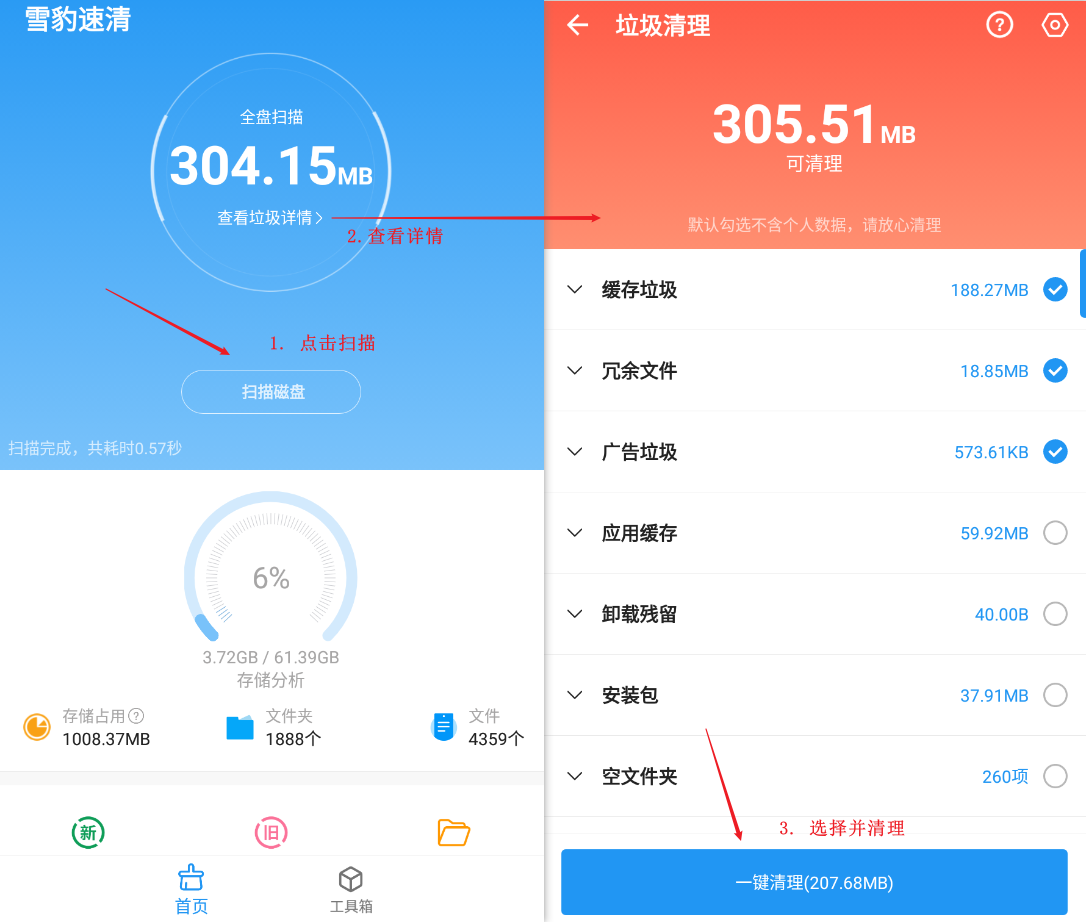 雪豹速清
全盘扫描
304.15MB
查看垃圾详情
2.查看详情
1. 点击扫描
扫描磁盘
扫描完成，共耗时0.57秒
6%
3.72GB / 61.39GB
存储分析
存储占用?
1008.37MB
文件夹
1888个
文件
4359个
新
旧
首页
工具箱
垃圾清理
?
305.51MB
可清理
默认勾选不含个人数据，请放心清理
缓存垃圾 188.27MB
冗余文件 18.85MB
广告垃圾 573.61KB
应用缓存 59.92MB
卸载残留 40.00B
安装包 37.91MB
空文件夹 260项
3. 选择并清理
一键清理(207.68MB)